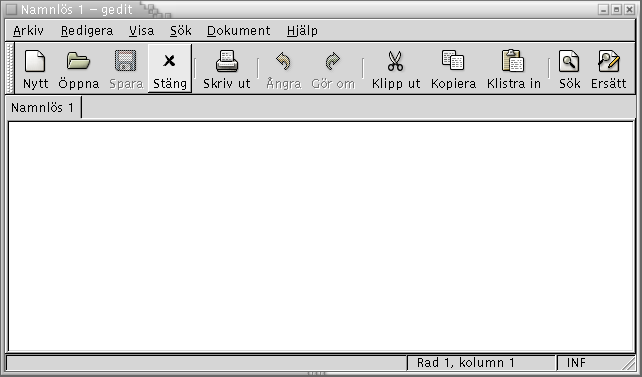 Namnlös 1 – gedit
Arkiv Redigera Visa Sök Dokument Hjälp
Nytt Öppna Spara Stäng Skriv ut Ångra Gör om Klipp ut Kopiera Klistra in Sök Ersätt
Namnlös 1
Rad 1, kolumn 1 INF